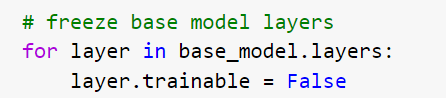 # freeze base model layers
for layer in base_model.layers:
    layer.trainable = False